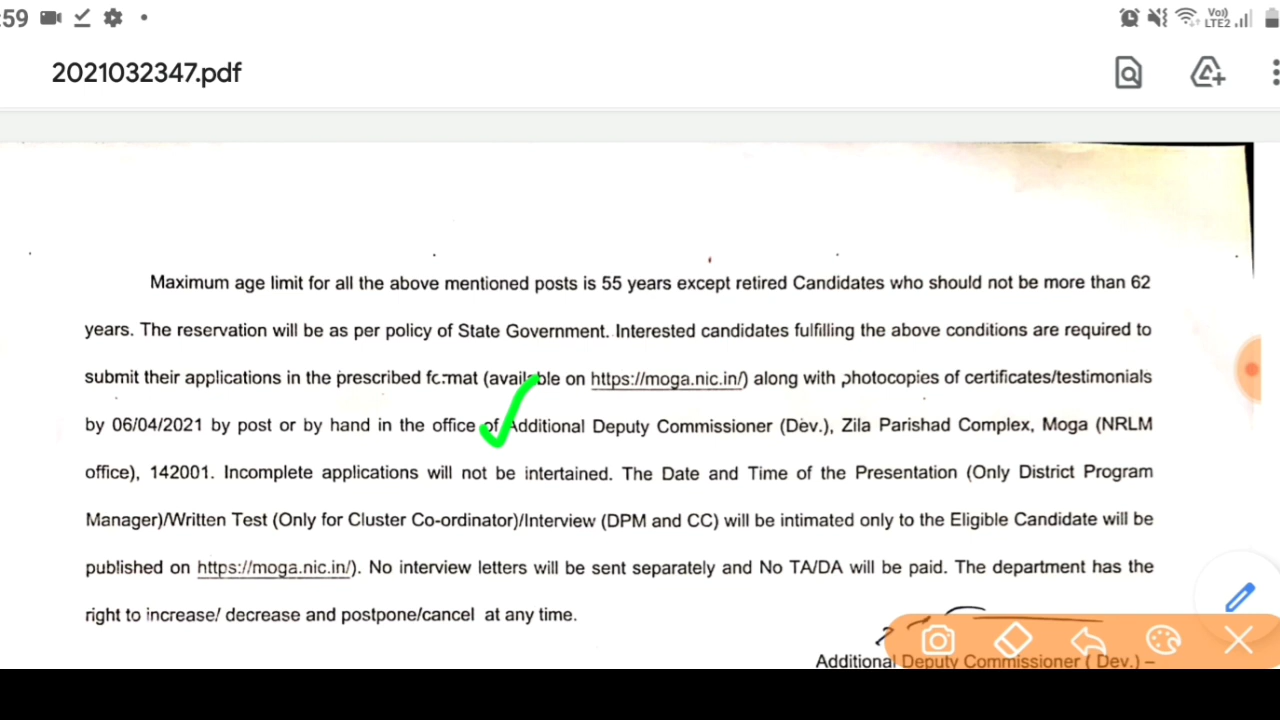 :59 Vo) LTE2
2021032347.pdf
Maximum age limit for all the above mentioned posts is 55 years except retired Candidates who should not be more than 62
years. The reservation will be as per policy of State Government. Interested candidates fulfilling the above conditions are required to
submit their applications in the prescribed format (available on https://moga.nic.in/) along with photocopies of certificates/testimonials
by 06/04/2021 by post or by hand in the office of Additional Deputy Commissioner (Dev.), Zila Parishad Complex, Moga (NRLM
office), 142001. Incomplete applications will not be intertained. The Date and Time of the Presentation (Only District Program
Manager)/Written Test (Only for Cluster Co-ordinator)/Interview (DPM and CC) will be intimated only to the Eligible Candidate will be
published on https://moga.nic.in/). No interview letters will be sent separately and No TA/DA will be paid. The department has the
right to increase/ decrease and postpone/cancel at any time.
Additional Deputy Commissioner ( Dev.) –